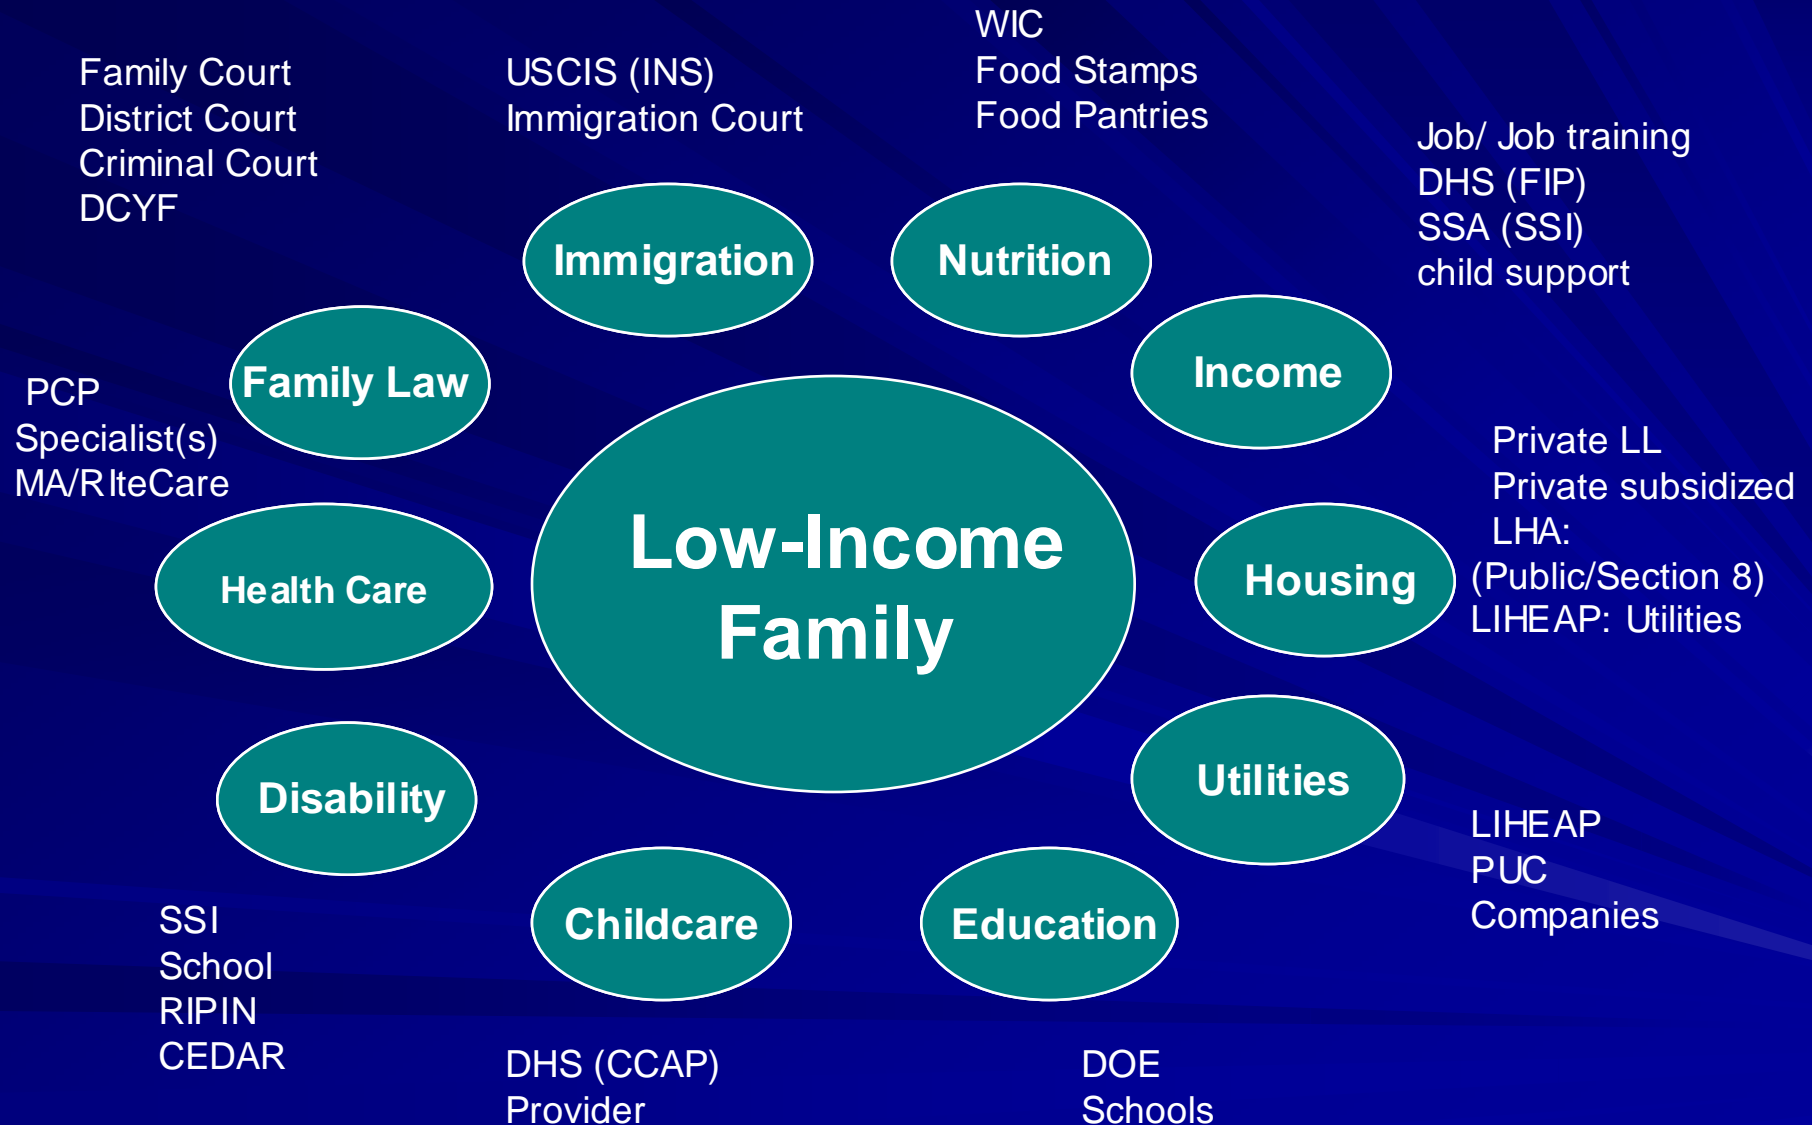 WIC
Food Stamps
Food Pantries
Family Court
District Court
Criminal Court
DCYF
USCIS (INS)
Immigration Court
Job/ Job training
DHS (FIP)
SSA (SSI)
child support
Immigration
Nutrition
Family Law
Income
PCP
Specialist(s)
MA/RIteCare
Private LL
Private subsidized
LHA:
(Public/Section 8)
LIHEAP: Utilities
Low-Income
Family
Health Care
Housing
Disability
Utilities
LIHEAP
PUC
Companies
Childcare
Education
SSI
School
RIPIN
CEDAR
DHS (CCAP)
Provider
DOE
Schools